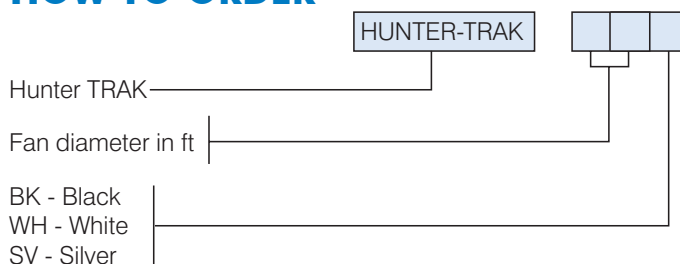 HOW TO ORDER
HUNTER-TRAK
Hunter TRAK
Fan diameter in ft
BK - Black
WH - White
SV - Silver